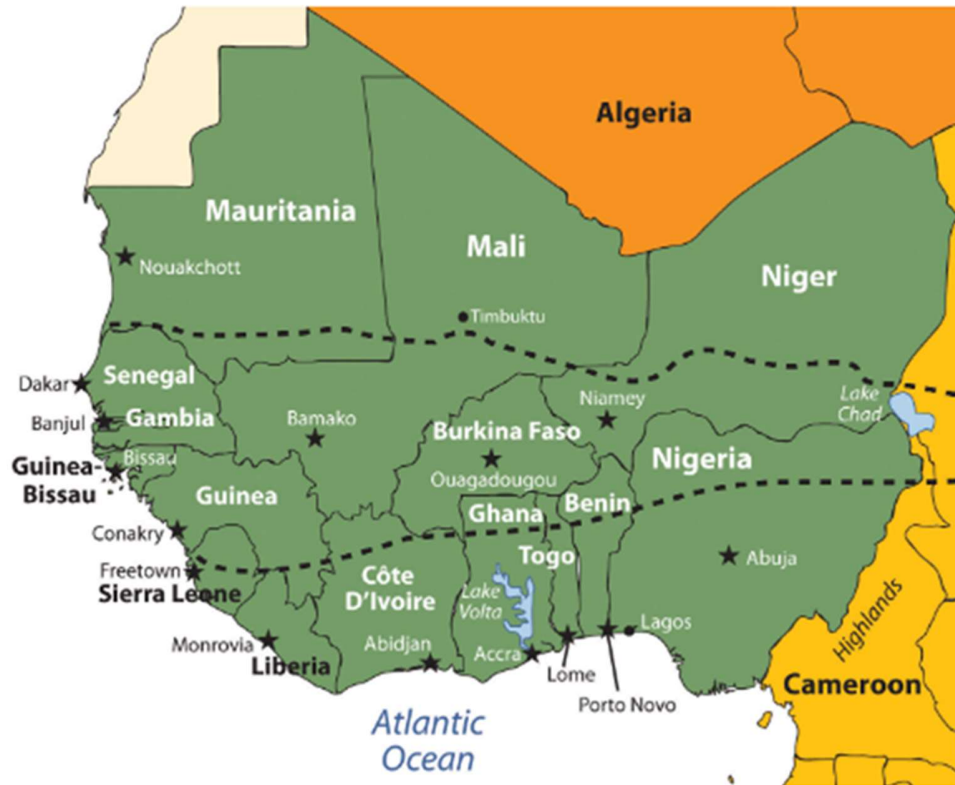 Algeria
Mauritania
Mali
Niger
Nouakchott
Timbuktu
Dakar
Senegal
Lake
Chad
Niamey
Banjul
Gambia
Bamako
Burkina Faso
Bissau
Guinea-
Bissau
Nigeria
Ouagadougou
Guinea
Benin
Ghana
Conakry
Togo
Abuja
Freetown
Sierra Leone
Côte
D'Ivoire
Lake
Volta
Highlands
Lagos
Monrovia
Abidjan
Accra
Liberia
Lome
Cameroon
Porto Novo
Atlantic
Ocean